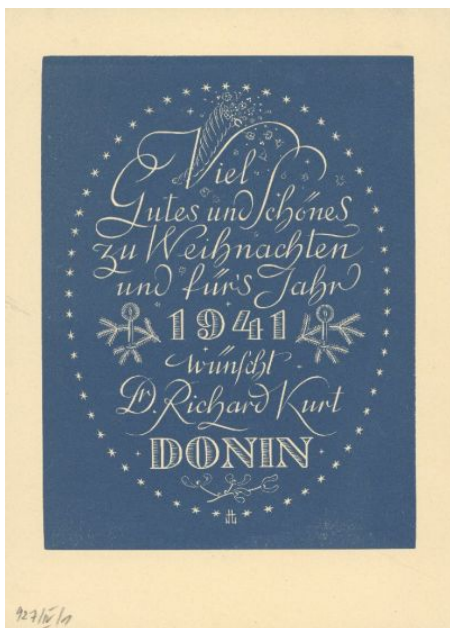 Viel
Gutes und Schönes
zu Weihnachten
und fürs Jahr
1941
wünscht
Dr. Richard Kurt
DONIN
927/IV/1